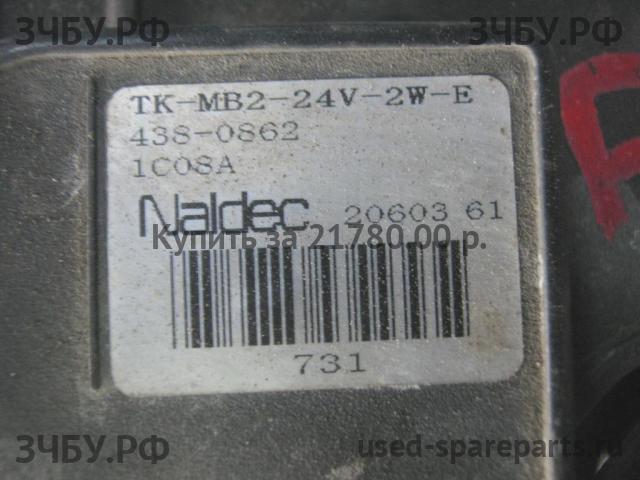 ЗЧБУ.РФ
ЗЧБУ.РФ
TK-MB2-24V-2W-E
438-0862
1C08A
Naldec 20603 61
Купить за 21780.00 р.
731
ЗЧБУ.РФ
used-spareparts.ru